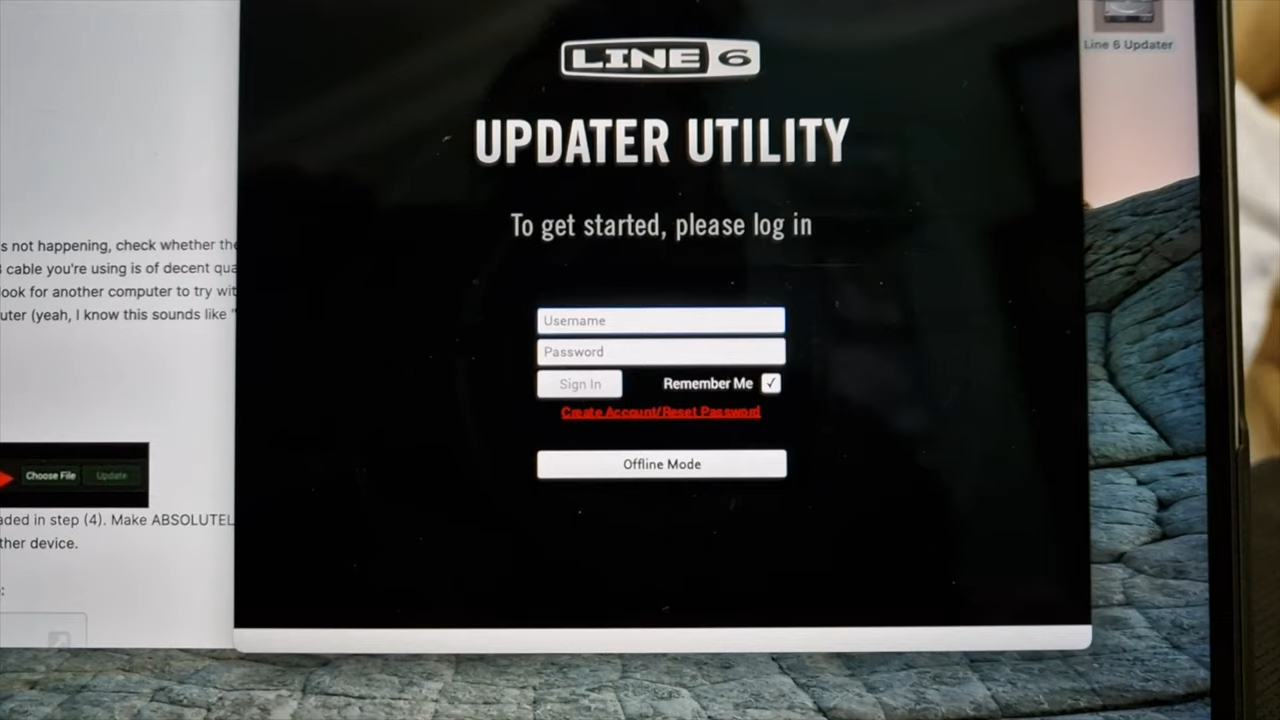 LINE 6
Line 6 Updater
UPDATER UTILITY
To get started, please log in
s not happening, check whether the
cable you're using is of decent qua
ook for another computer to try wit
uter (yeah, I know this sounds like "
Username
Password
Sign In
Remember Me
Create Account/Reset Password
Offline Mode
Choose File
Update
aded in step (4). Make ABSOLUTEL
ther device.
: